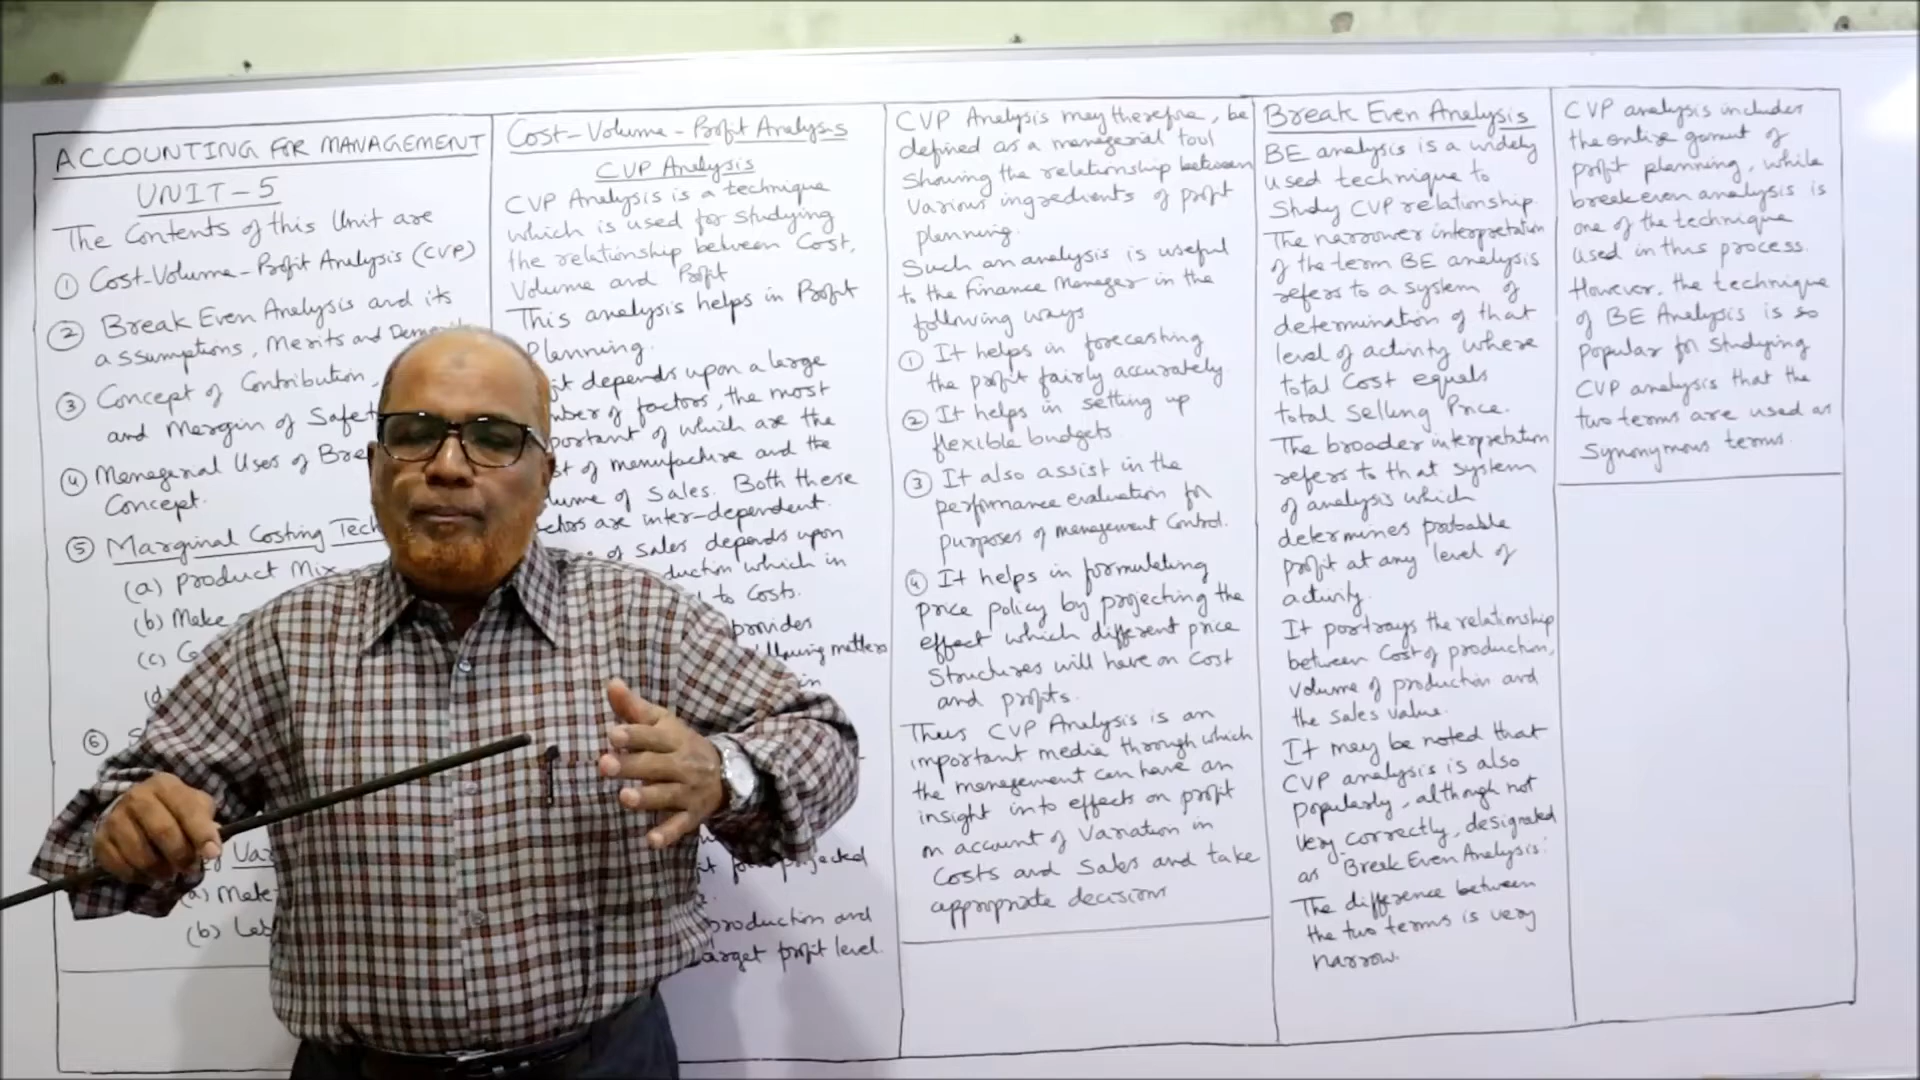 ACCOUNTING FOR MANAGEMENT
UNIT-5
The Contents of this Unit are
① Cost-Volume-Profit Analysis (CVP)
② Break Even Analysis and its
assumptions, Merits and
③ Concept of Contribution,
and Margin of
④ Managerial Uses of
Concept.
⑤ Marginal Costing
(a) Product Mix
(b) Make
(c)
⑥
(a)
(b)
Cost-Volume-Profit Analysis
CVP Analysis
CVP Analysis is a technique
which is used for studying
the relationship between Cost,
Volume and Profit
This analysis helps in Profit
Planning.
depends upon a large
of factors, the most
of which are the
of manufacture and the
of Sales. Both these
are inter-dependent.
of Sales depends upon
which in
to Costs.
provides
matters
in
projected
production and
target profit level.
CVP Analysis may therefore, be
defined as a managerial tool
Showing the relationship between
Various ingredients of profit
planning.
Such an analysis is useful
to the Finance Manager in the
following ways
① It helps in forecasting
the profit fairly accurately.
② It helps in setting up
flexible budgets.
③ It also assist in the
performance evaluation for
purposes of management Control.
④ It helps in formulating
price policy by projecting the
effect which different price
Structures will have on Cost
and profits.
Thus CVP Analysis is an
important media through which
the management can have an
insight in to effects on profit
on account of Variation in
Costs and Sales and take
appropriate decisions
Break Even Analysis
BE analysis is a widely
used technique to
Study CVP relationship.
The narrower interpretation
of the term BE analysis
refers to a system of
determination of that
level of activity where
total Cost equals
total Selling Price.
The broader interpretation
refers to that system
of analysis which
determines probable
profit at any level of
activity.
It portrays the relationship
between Cost of production,
Volume of production and
the Sales value.
It may be noted that
CVP analysis is also
popularly, although not
very correctly, designated
as "Break Even Analysis".
The difference between
the two terms is very
narrow.
CVP analysis includes
the entire gamut of
profit planning, while
breakeven analysis is
one of the technique
used in this process.
However, the technique
of BE Analysis is so
popular for studying
CVP analysis that the
two terms are used as
Synonymous terms.